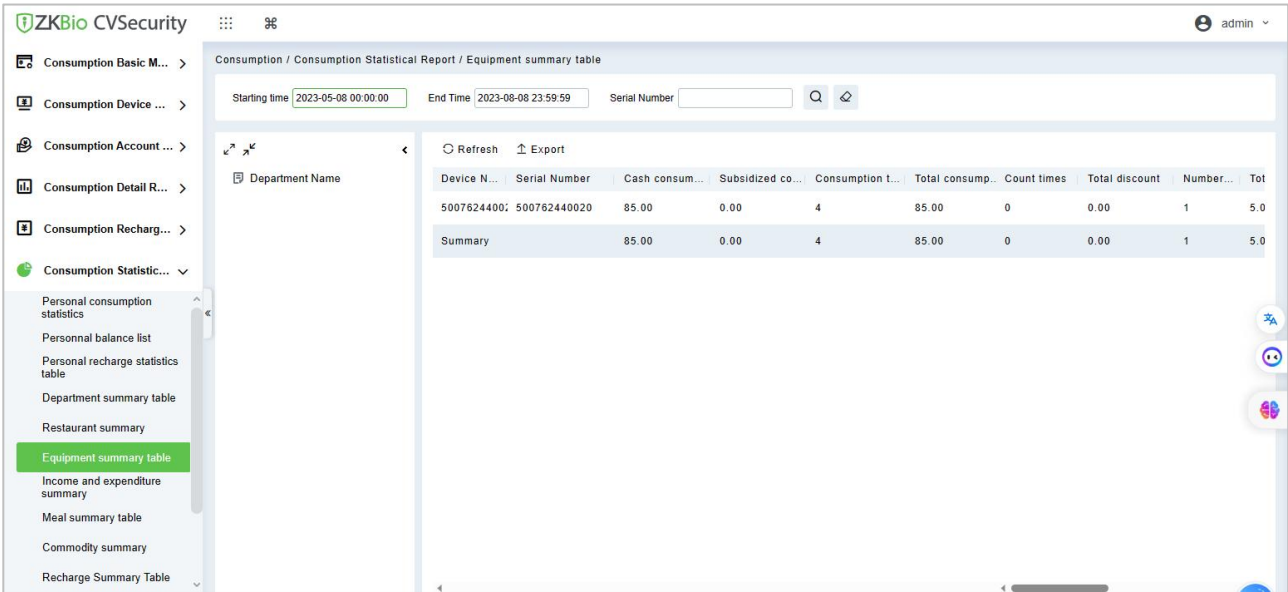 ZKBio CVSecurity
admin
Consumption Basic M...
Consumption Device ...
Consumption Account ...
Consumption Detail R...
Consumption Recharg...
Consumption Statistic...
Personal consumption
statistics
Personnal balance list
Personal recharge statistics
table
Department summary table
Restaurant summary
Equipment summary table
Income and expenditure
summary
Meal summary table
Commodity summary
Recharge Summary Table
Consumption / Consumption Statistical Report / Equipment summary table
Starting time 2023-05-08 00:00:00 End Time 2023-08-08 23:59:59 Serial Number
Department Name
Refresh Export
Device N... Serial Number Cash consum... Subsidized co... Consumption t... Total consump... Count times Total discount Number... Tot
500762440020 500762440020 85.00 0.00 4 85.00 0 0.00 1 5.0
Summary 85.00 0.00 4 85.00 0 0.00 1 5.0